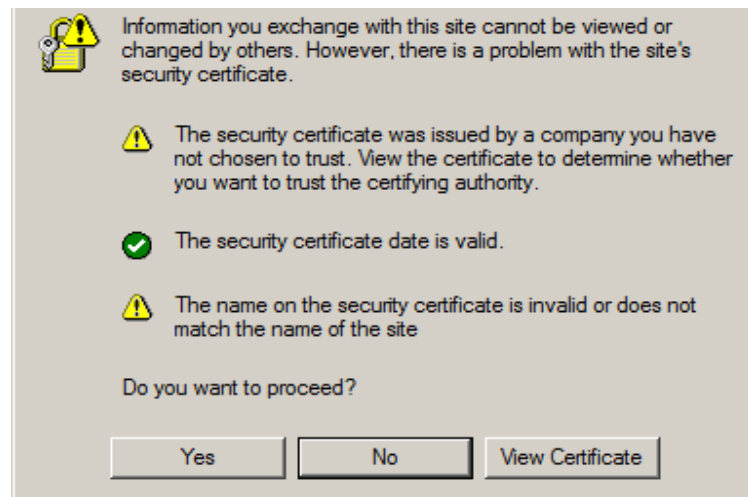 Information you exchange with this site cannot be viewed or
changed by others. However, there is a problem with the site's
security certificate.
The security certificate was issued by a company you have
not chosen to trust. View the certificate to determine whether
you want to trust the certifying authority.
The security certificate date is valid.
The name on the security certificate is invalid or does not
match the name of the site
Do you want to proceed?
Yes No View Certificate